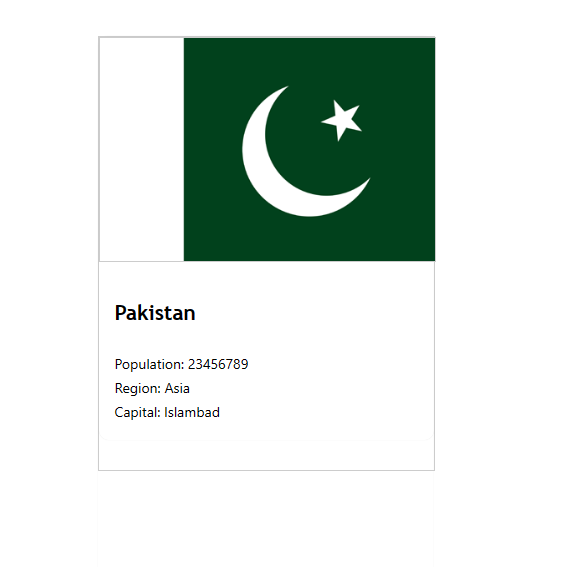 Pakistan
Population: 23456789
Region: Asia
Capital: Islambad